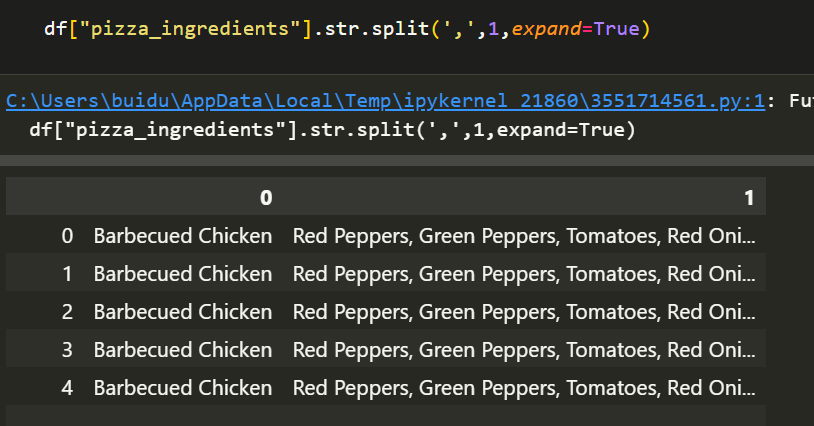 df["pizza_ingredients"].str.split(',',1,expand=True)
C:\Users\buidu\AppData\Local\Temp\ipykernel_21860\3551714561.py:1: Fut
df["pizza_ingredients"].str.split(',',1,expand=True)
0 1
0 Barbecued Chicken Red Peppers, Green Peppers, Tomatoes, Red Oni...
1 Barbecued Chicken Red Peppers, Green Peppers, Tomatoes, Red Oni...
2 Barbecued Chicken Red Peppers, Green Peppers, Tomatoes, Red Oni...
3 Barbecued Chicken Red Peppers, Green Peppers, Tomatoes, Red Oni...
4 Barbecued Chicken Red Peppers, Green Peppers, Tomatoes, Red Oni...